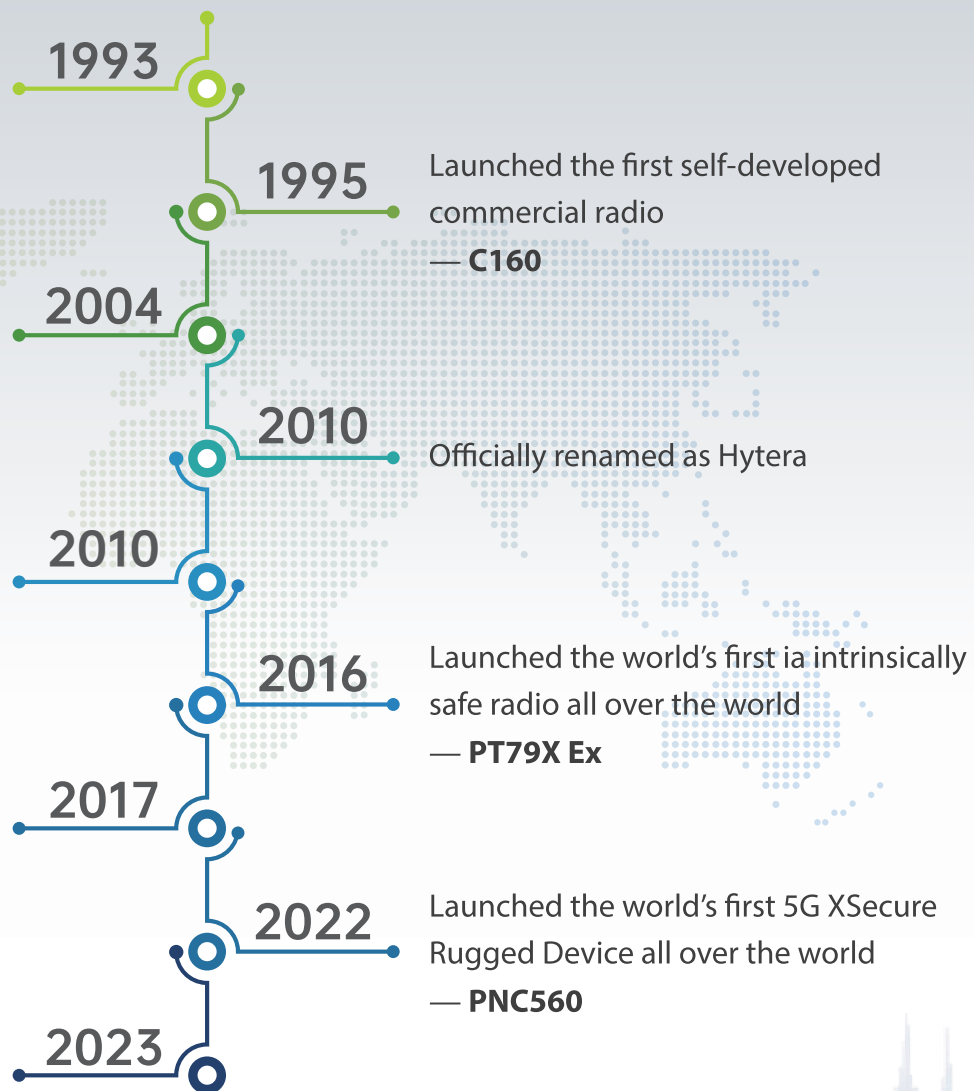 1993
1995
Launched the first self-developed
commercial radio
— C160
2004
2010
Officially renamed as Hytera
2010
2016
Launched the world’s first ia intrinsically
safe radio all over the world
— PT79X Ex
2017
2022
Launched the world’s first 5G XSecure
Rugged Device all over the world
— PNC560
2023